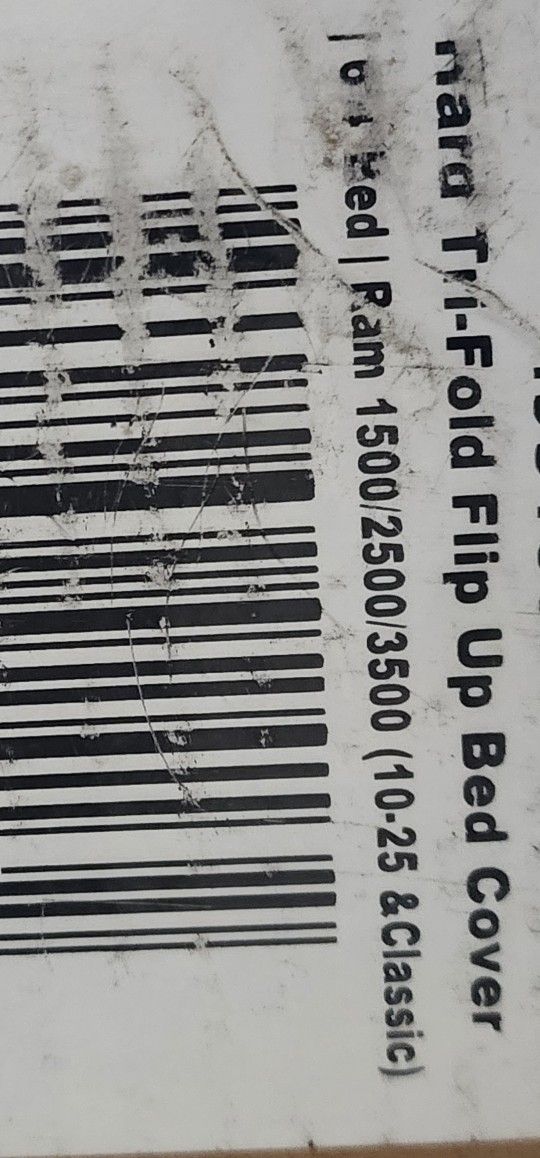 Tri-Fold Flip Up Bed Cover
| Ram 1500/2500/3500 (10-25 &Classic)